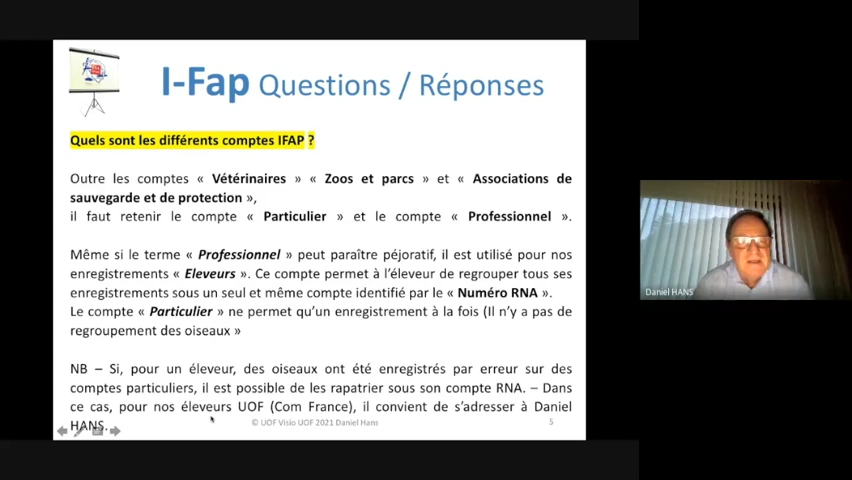 I-Fap Questions / Réponses
Quels sont les différents comptes IFAP ?
Outre les comptes « Vétérinaires » « Zoos et parcs » et « Associations de
sauvegarde et de protection »,
il faut retenir le compte « Particulier » et le compte « Professionnel ».
Même si le terme « Professionnel » peut paraître péjoratif, il est utilisé pour nos
enregistrements « Eleveurs ». Ce compte permet à l'éleveur de regrouper tous ses
enregistrements sous un seul et même compte identifié par le « Numéro RNA ».
Le compte « Particulier » ne permet qu'un enregistrement à la fois (Il n'y a pas de
regroupement des oiseaux »
NB – Si, pour un éleveur, des oiseaux ont été enregistrés par erreur sur des
comptes particuliers, il est possible de les rapatrier sous son compte RNA. – Dans
ce cas, pour nos éleveurs UOF (Com France), il convient de s'adresser à Daniel
HANS.
© UOF Visio UOF 2021 Daniel Hans
5
Daniel HANS